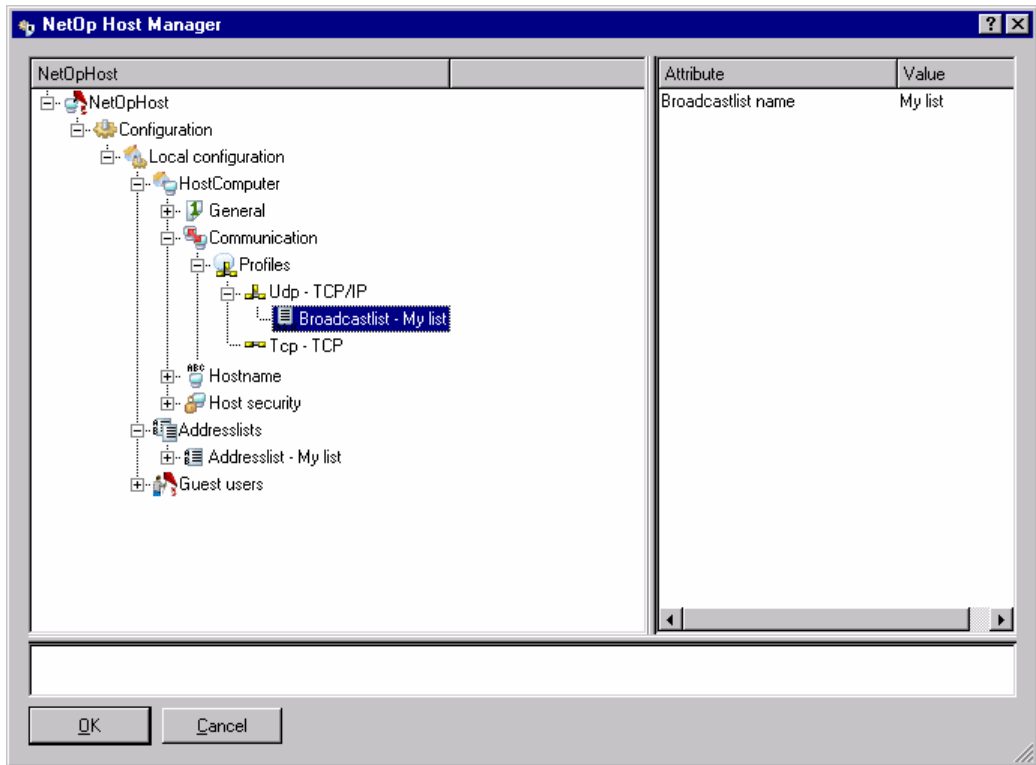 NetOp Host Manager
NetOpHost
Attribute Value
NetOpHost
Broadcastlist name My list
Configuration
Local configuration
HostComputer
General
Communication
Profiles
Udp - TCP/IP
Broadcastlist - My list
Tcp - TCP
ABC
Hostname
Host security
Addresslists
Addresslist - My list
Guest users
OK
Cancel